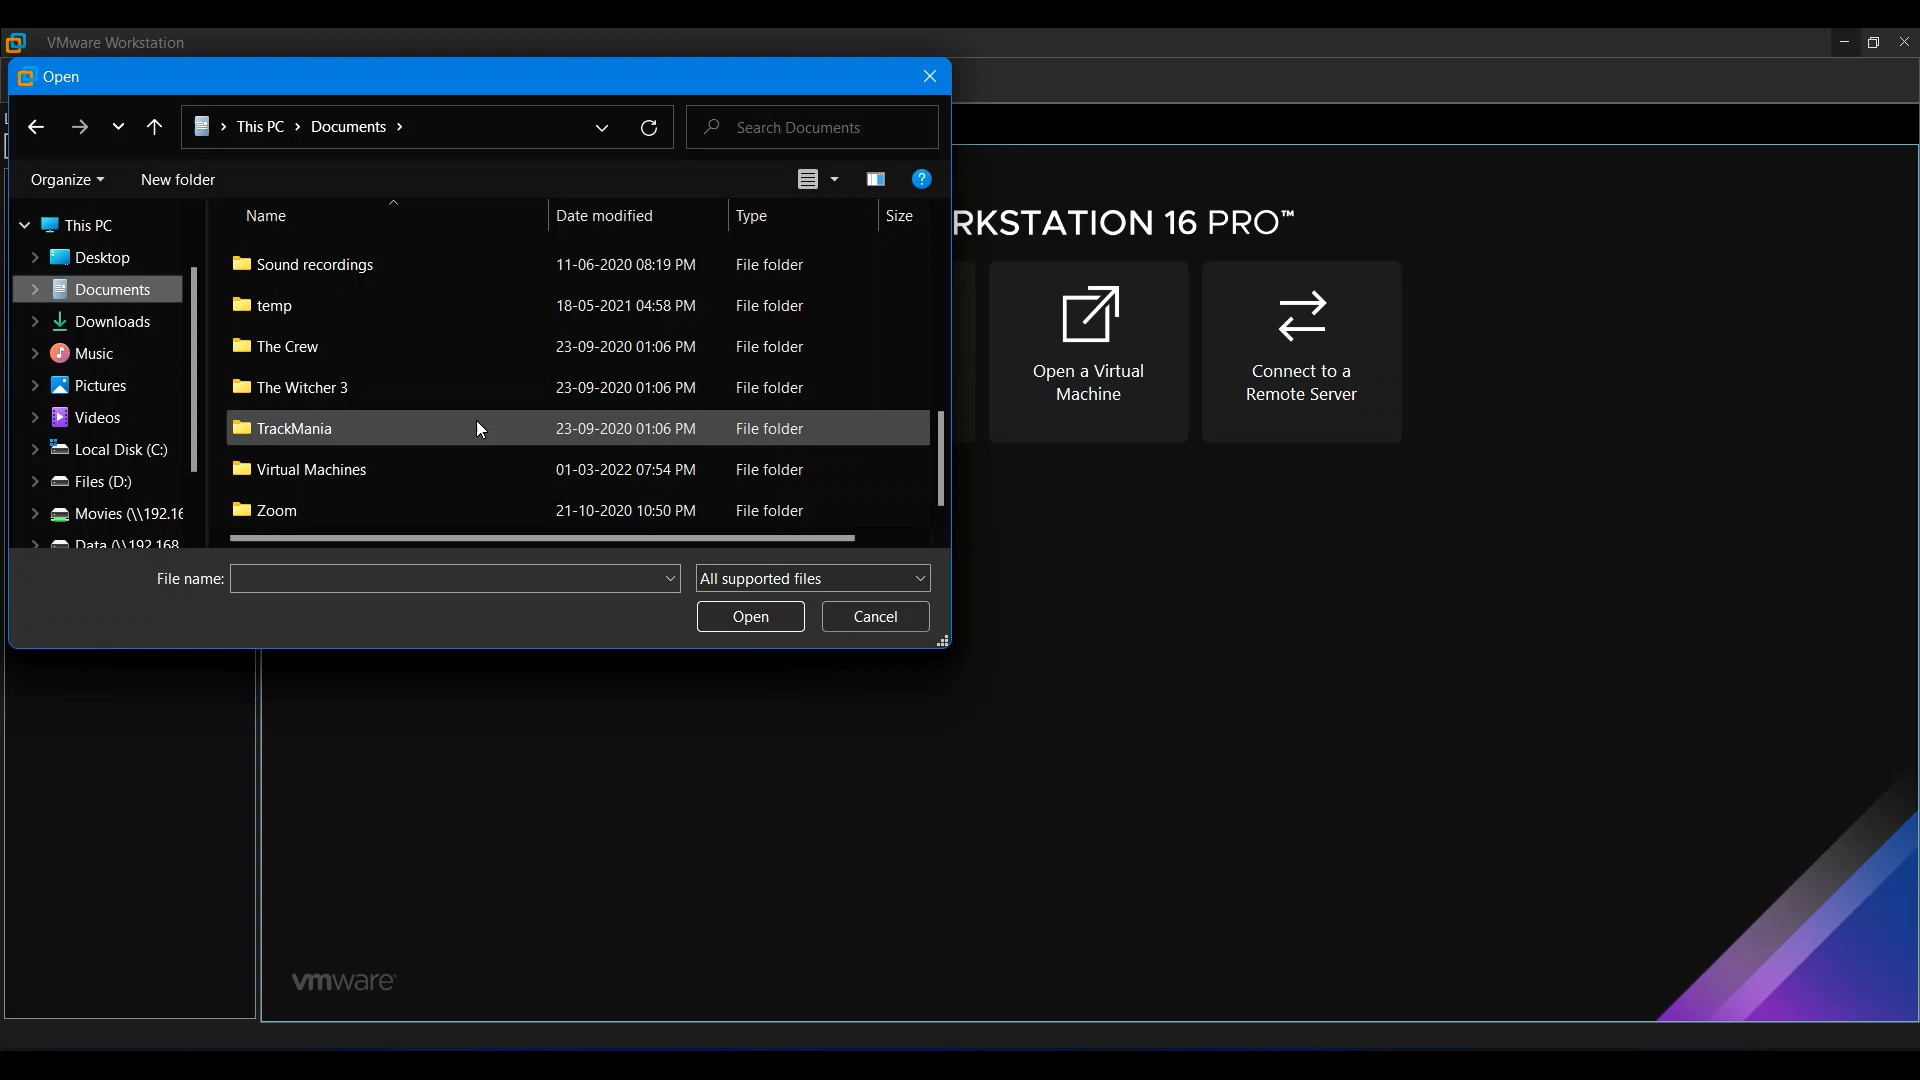 VMware Workstation
Open
This PC > Documents >
Search Documents
Organize
New folder
Name
Date modified
Type
Size
This PC
Desktop
Documents
Downloads
Music
Pictures
Videos
Local Disk (C:)
Files (D:)
Movies (\\192.16
Data (\\192.168
Sound recordings 11-06-2020 08:19 PM File folder
temp 18-05-2021 04:58 PM File folder
The Crew 23-09-2020 01:06 PM File folder
The Witcher 3 23-09-2020 01:06 PM File folder
TrackMania 23-09-2020 01:06 PM File folder
Virtual Machines 01-03-2022 07:54 PM File folder
Zoom 21-10-2020 10:50 PM File folder
File name:
All supported files
Open
Cancel
RKSTATION 16 PRO™
Open a Virtual
Machine
Connect to a
Remote Server
vmware®